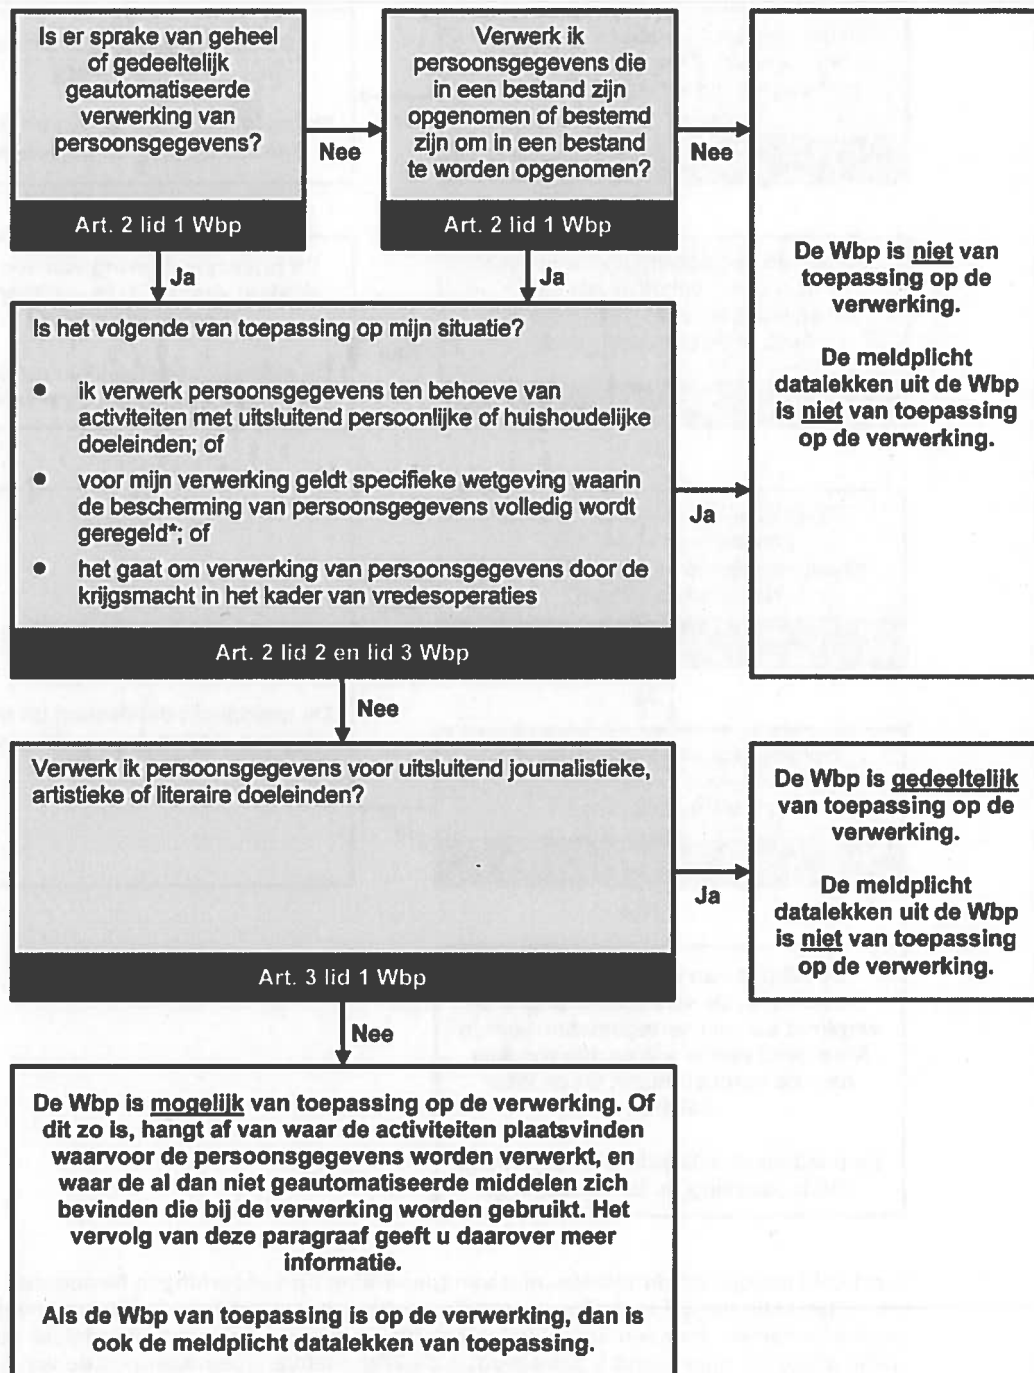 Is er sprake van geheel
of gedeeltelijk
geautomatiseerde
verwerking van
persoonsgegevens?
Art. 2 lid 1 Wbp
Nee
Verwerk ik
persoonsgegevens die
in een bestand zijn
opgenomen of bestemd
zijn om in een bestand
te worden opgenomen?
Art. 2 lid 1 Wbp
Nee
De Wbp is niet van
toepassing op de
verwerking.
De meldplicht
datalekken uit de Wbp
is niet van toepassing
op de verwerking.
Ja
Ja
Is het volgende van toepassing op mijn situatie?
• ik verwerk persoonsgegevens ten behoeve van
activiteiten met uitsluitend persoonlijke of huishoudelijke
doeleinden; of
• voor mijn verwerking geldt specifieke wetgeving waarin
de bescherming van persoonsgegevens volledig wordt
geregeld*; of
• het gaat om verwerking van persoonsgegevens door de
krijgsmacht in het kader van vredesoperaties
Art. 2 lid 2 en lid 3 Wbp
Ja
Nee
Verwerk ik persoonsgegevens voor uitsluitend journalistieke,
artistieke of literaire doeleinden?
Art. 3 lid 1 Wbp
Ja
De Wbp is gedeeltelijk
van toepassing op de
verwerking.
De meldplicht
datalekken uit de Wbp
is niet van toepassing
op de verwerking.
Nee
De Wbp is mogelijk van toepassing op de verwerking. Of
dit zo is, hangt af van waar de activiteiten plaatsvinden
waarvoor de persoonsgegevens worden verwerkt, en
waar de al dan niet geautomatiseerde middelen zich
bevinden die bij de verwerking worden gebruikt. Het
vervolg van deze paragraaf geeft u daarover meer
informatie.
Als de Wbp van toepassing is op de verwerking, dan is
ook de meldplicht datalekken van toepassing.